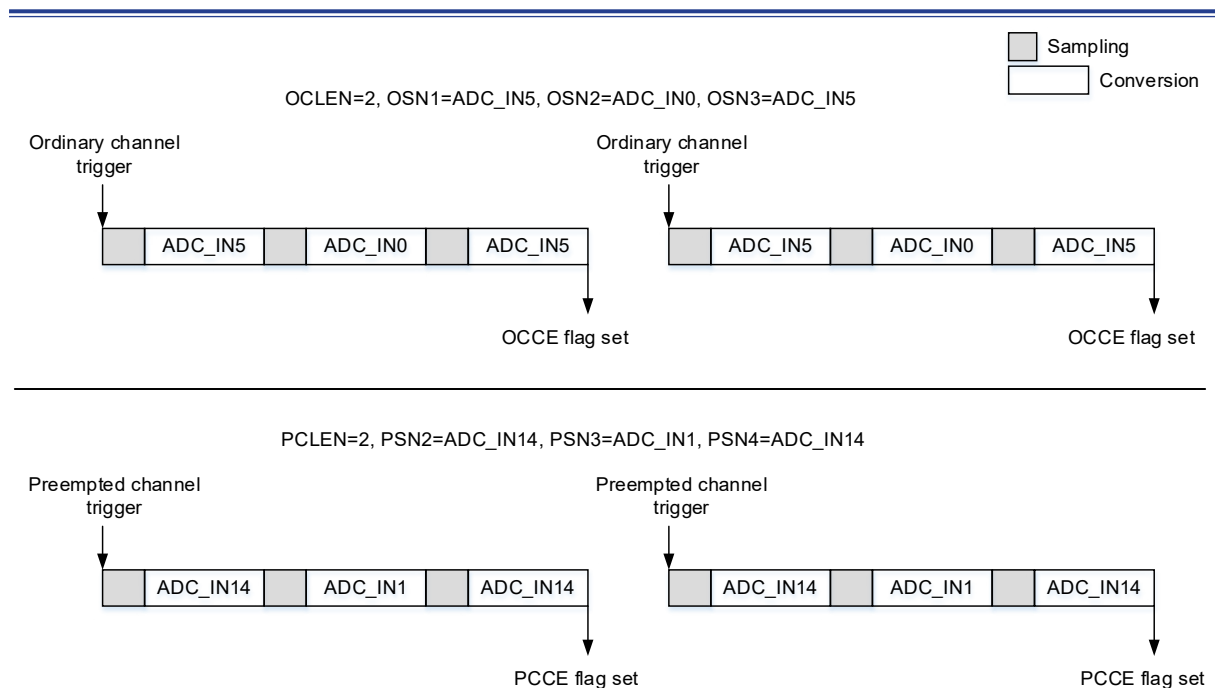 Sampling
Conversion
OCLEN=2, OSN1=ADC_IN5, OSN2=ADC_IN0, OSN3=ADC_IN5
Ordinary channel
trigger
Ordinary channel
trigger
ADC_IN5 ADC_IN0 ADC_IN5
ADC_IN5 ADC_IN0 ADC_IN5
OCCE flag set
OCCE flag set
PCLEN=2, PSN2=ADC_IN14, PSN3=ADC_IN1, PSN4=ADC_IN14
Preempted channel
trigger
Preempted channel
trigger
ADC_IN14 ADC_IN1 ADC_IN14
ADC_IN14 ADC_IN1 ADC_IN14
PCCE flag set
PCCE flag set